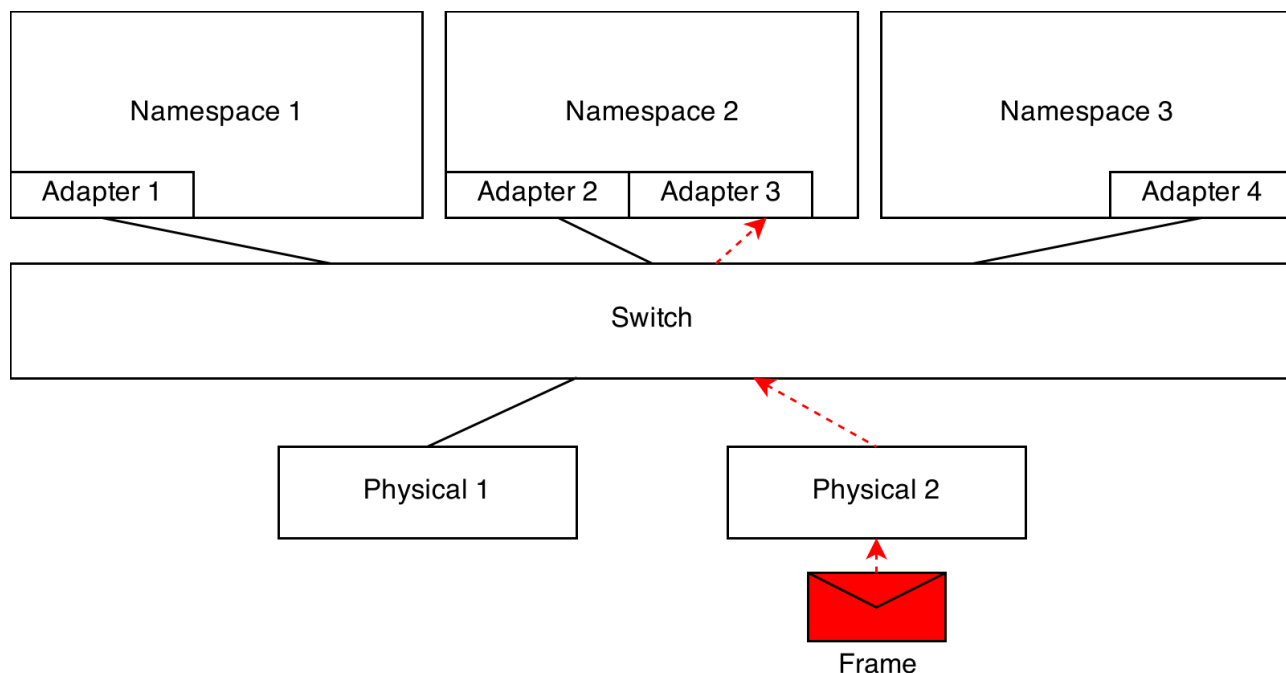 Namespace 1
Namespace 2
Namespace 3
Adapter 1
Adapter 2
Adapter 3
Adapter 4
Switch
Physical 1
Physical 2
Frame